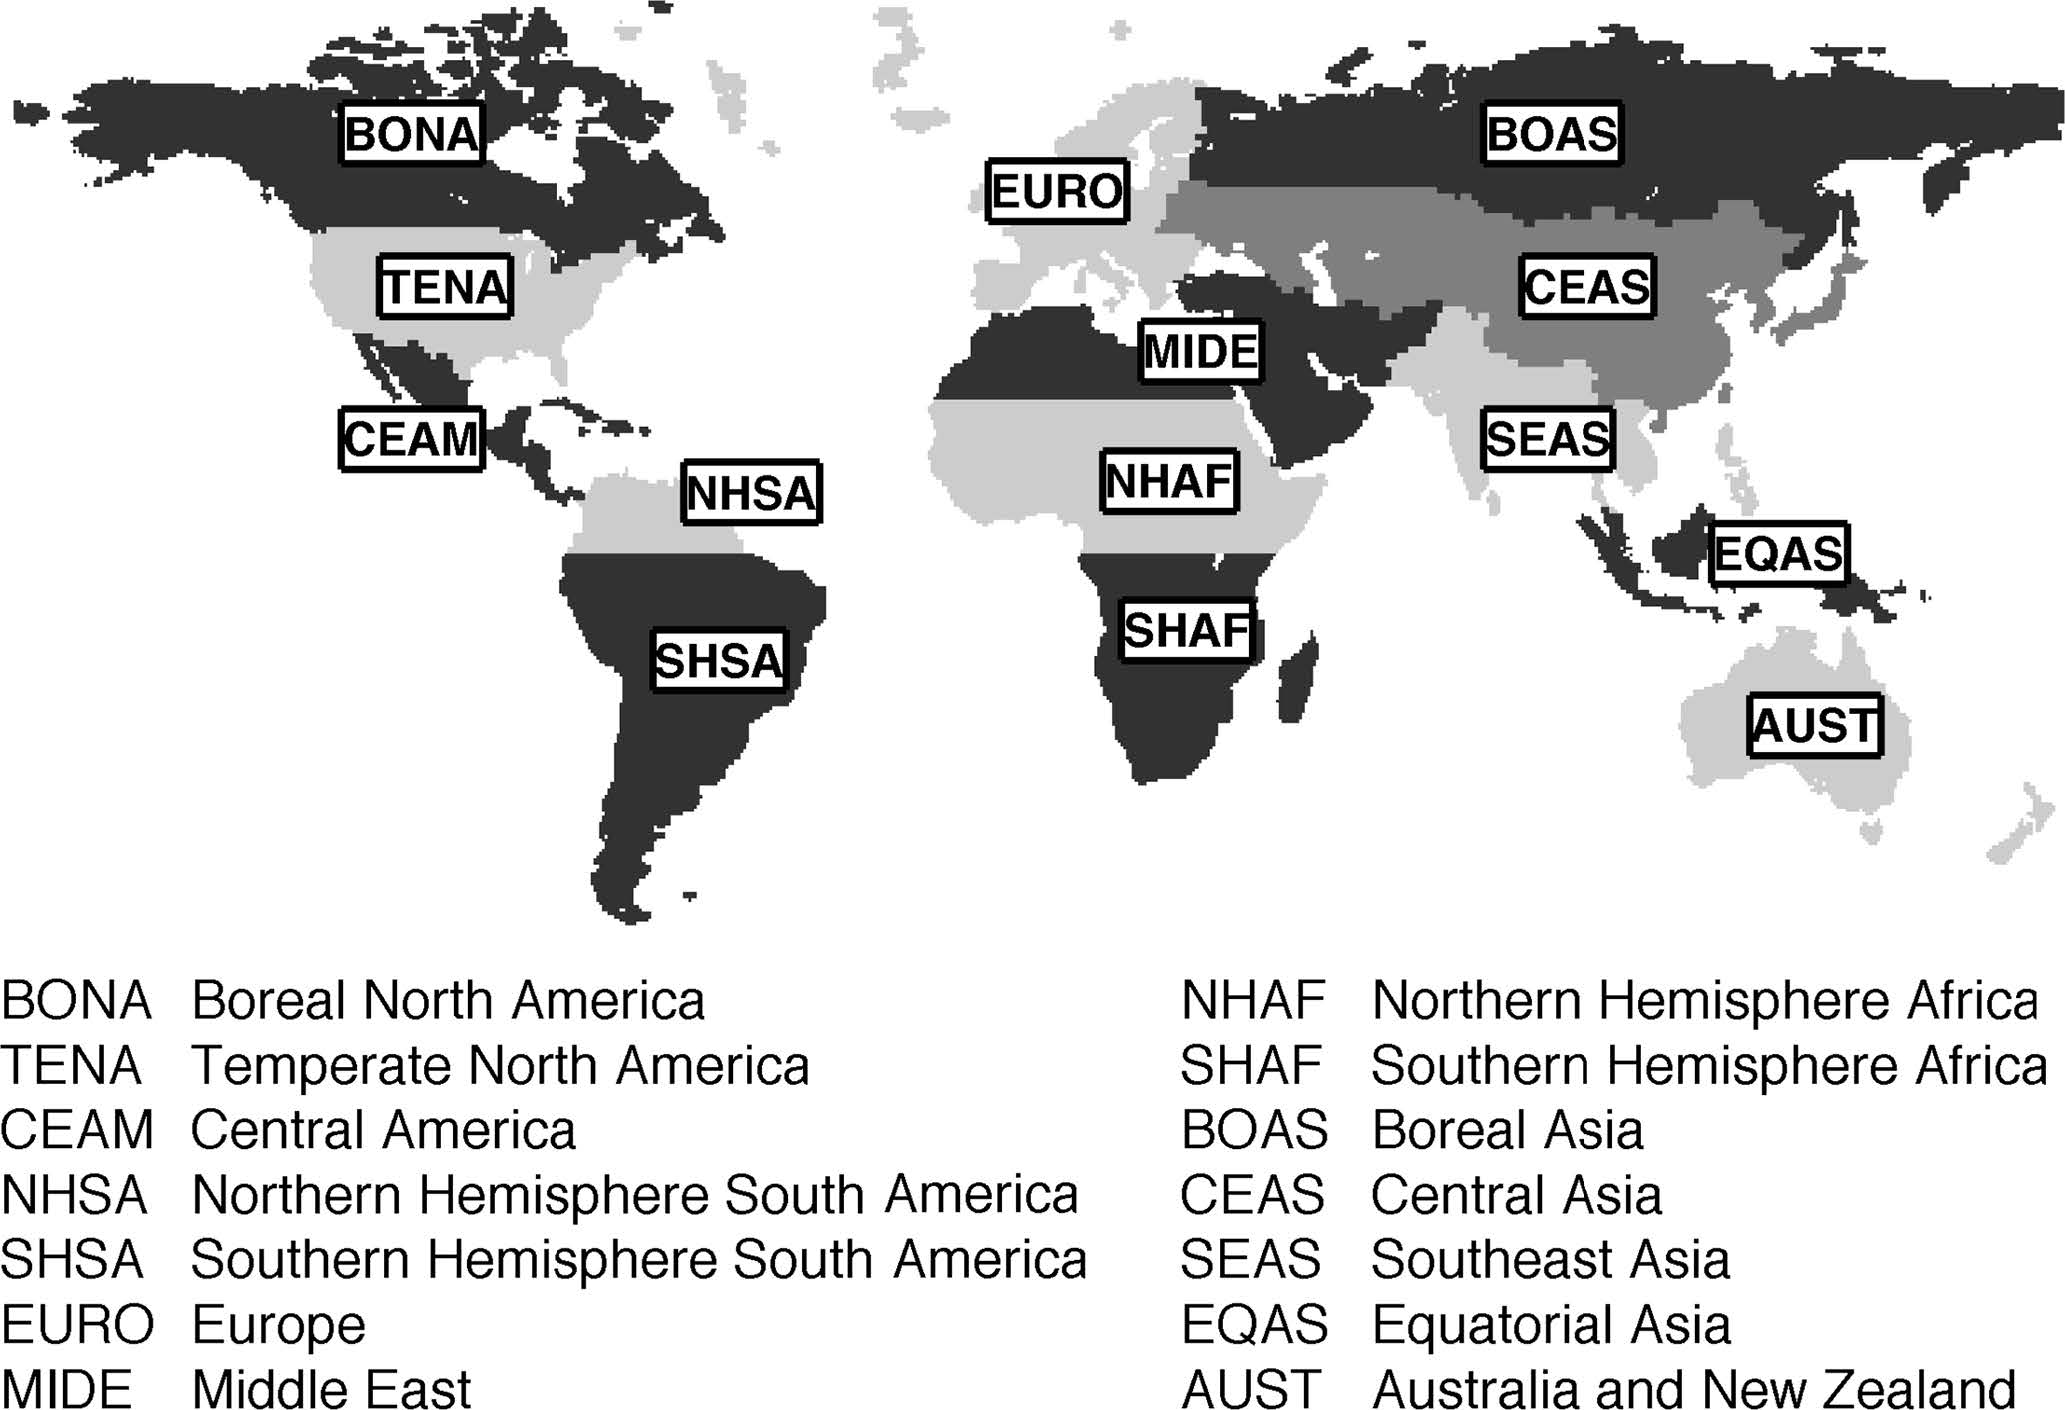 BONA
BOAS
EURO
TENA
CEAS
MIDE
CEAM
SEAS
NHSA
NHAF
EQAS
SHAF
SHSA
AUST
BONA Boreal North America
TENA Temperate North America
CEAM Central America
NHSA Northern Hemisphere South America
SHSA Southern Hemisphere South America
EURO Europe
MIDE Middle East
NHAF Northern Hemisphere Africa
SHAF Southern Hemisphere Africa
BOAS Boreal Asia
CEAS Central Asia
SEAS Southeast Asia
EQAS Equatorial Asia
AUST Australia and New Zealand